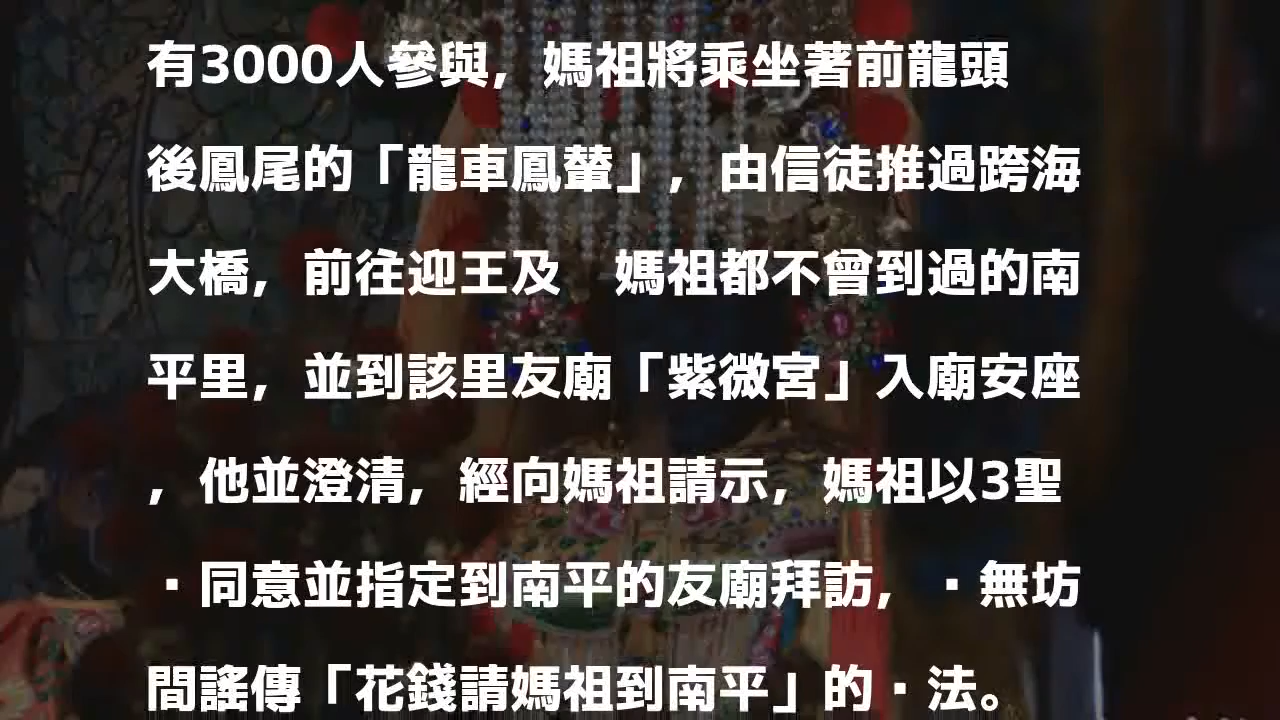 有3000人參與，媽祖將乘坐著前龍頭
後鳳尾的「龍車鳳輦」，由信徒推過跨海
大橋，前往迎王及　媽祖都不曾到過的南
平里，並到該里友廟「紫微宮」入廟安座
，他並澄清，經向媽祖請示，媽祖以3聖
▪同意並指定到南平的友廟拜訪，▪無坊
間謠傳「花錢請媽祖到南平」的▪法。